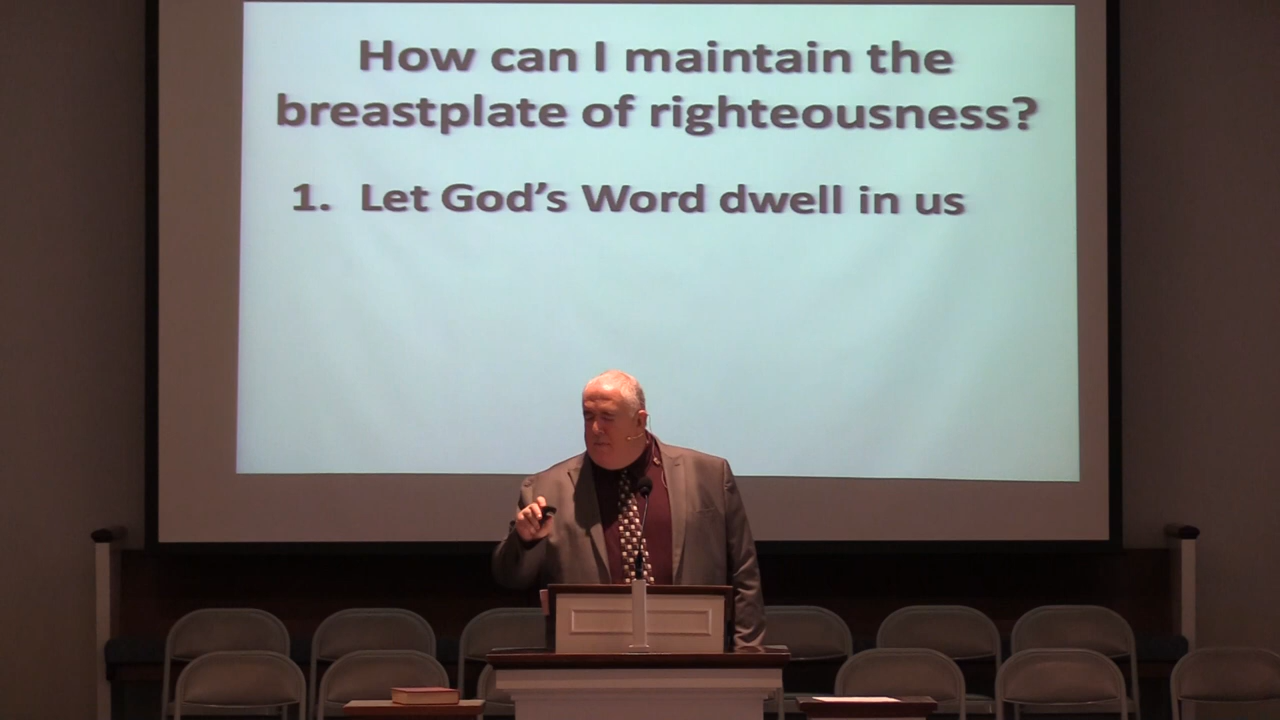 How can I maintain the
breastplate of righteousness?
1. Let God’s Word dwell in us